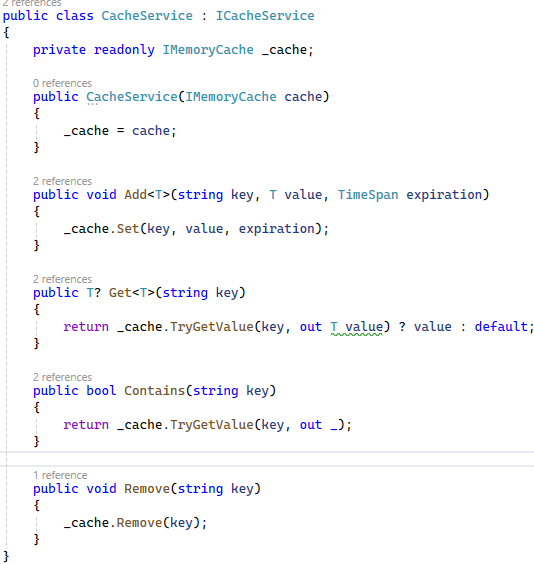 2 references
public class CacheService : ICacheService
{
    private readonly IMemoryCache _cache;
    0 references
    public CacheService(IMemoryCache cache)
    {
        _cache = cache;
    }
    2 references
    public void Add<T>(string key, T value, TimeSpan expiration)
    {
        _cache.Set(key, value, expiration);
    }
    2 references
    public T? Get<T>(string key)
    {
        return _cache.TryGetValue(key, out T value) ? value : default;
    }
    2 references
    public bool Contains(string key)
    {
        return _cache.TryGetValue(key, out _);
    }
    1 reference
    public void Remove(string key)
    {
        _cache.Remove(key);
    }
}